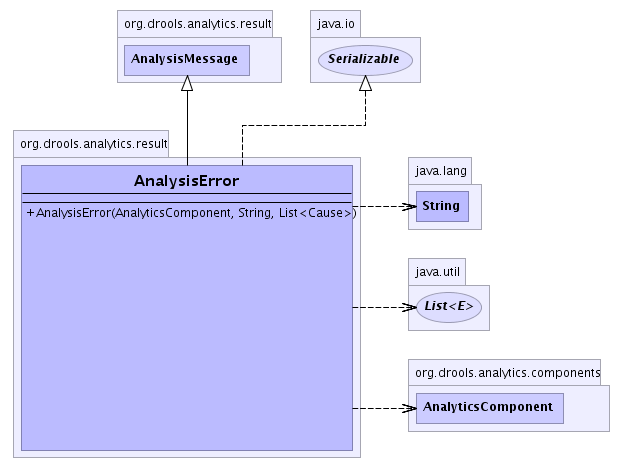 org.drools.analytics.result
AnalysisMessage
java.io
Serializable
org.drools.analytics.result
AnalysisError
+AnalysisError(AnalyticsComponent, String, List<Cause>)
java.lang
String
java.util
List<E>
org.drools.analytics.components
AnalyticsComponent